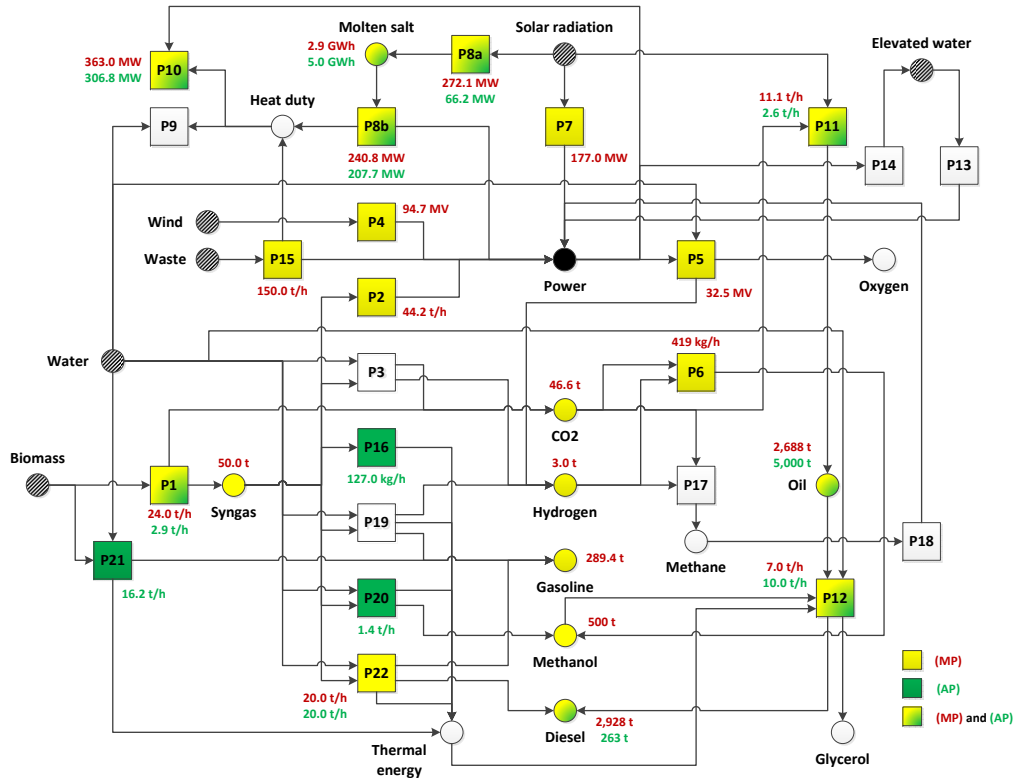 Molten salt
Solar radiation
Elevated water
2.9 GWh
5.0 GWh
P8a
272.1 MW
66.2 MW
363.0 MW
306.8 MW
P10
Heat duty
P9
P8b
240.8 MW
207.7 MW
P7
177.0 MW
11.1 t/h
2.6 t/h
P11
P14
P13
Wind
P4
94.7 MV
Waste
P15
150.0 t/h
Power
P5
32.5 MV
Oxygen
P2
44.2 t/h
Water
P3
419 kg/h
P6
46.6 t
CO2
Biomass
P1
24.0 t/h
2.9 t/h
50.0 t
Syngas
P16
127.0 kg/h
3.0 t
Hydrogen
P17
2,688 t
5,000 t
Oil
P19
P21
16.2 t/h
289.4 t
Gasoline
Methane
P18
P20
1.4 t/h
500 t
Methanol
7.0 t/h
10.0 t/h
P12
P22
20.0 t/h
20.0 t/h
2,928 t
263 t
Diesel
Thermal
energy
Glycerol
(MP)
(AP)
(MP) and (AP)